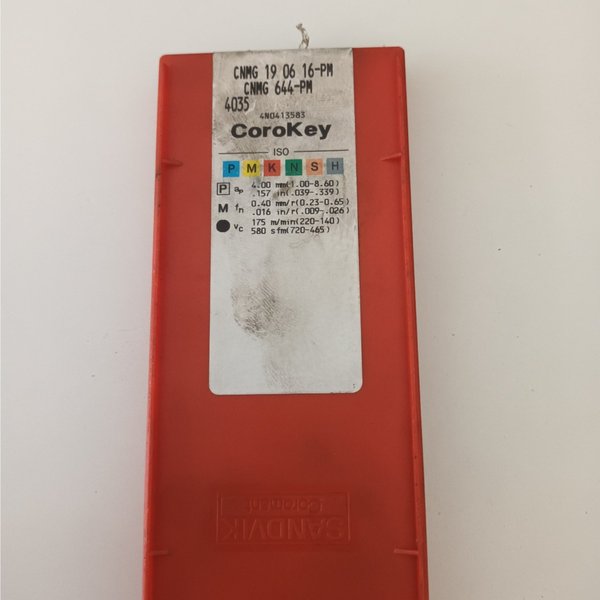 CNMG 19 06 16-PM
CNMG 644-PM
4035
4N0413583
CoroKey
ISO
P M K N S H
P ap 4.00 mm(1.00-8.60)
.157 in(.039-.339)
M fn 0.40 mm/r(0.23-0.65)
.016 in/r(.009-.026)
vc 175 m/min(220-140)
580 sfm(720-465)
SANDVIK
Coromant